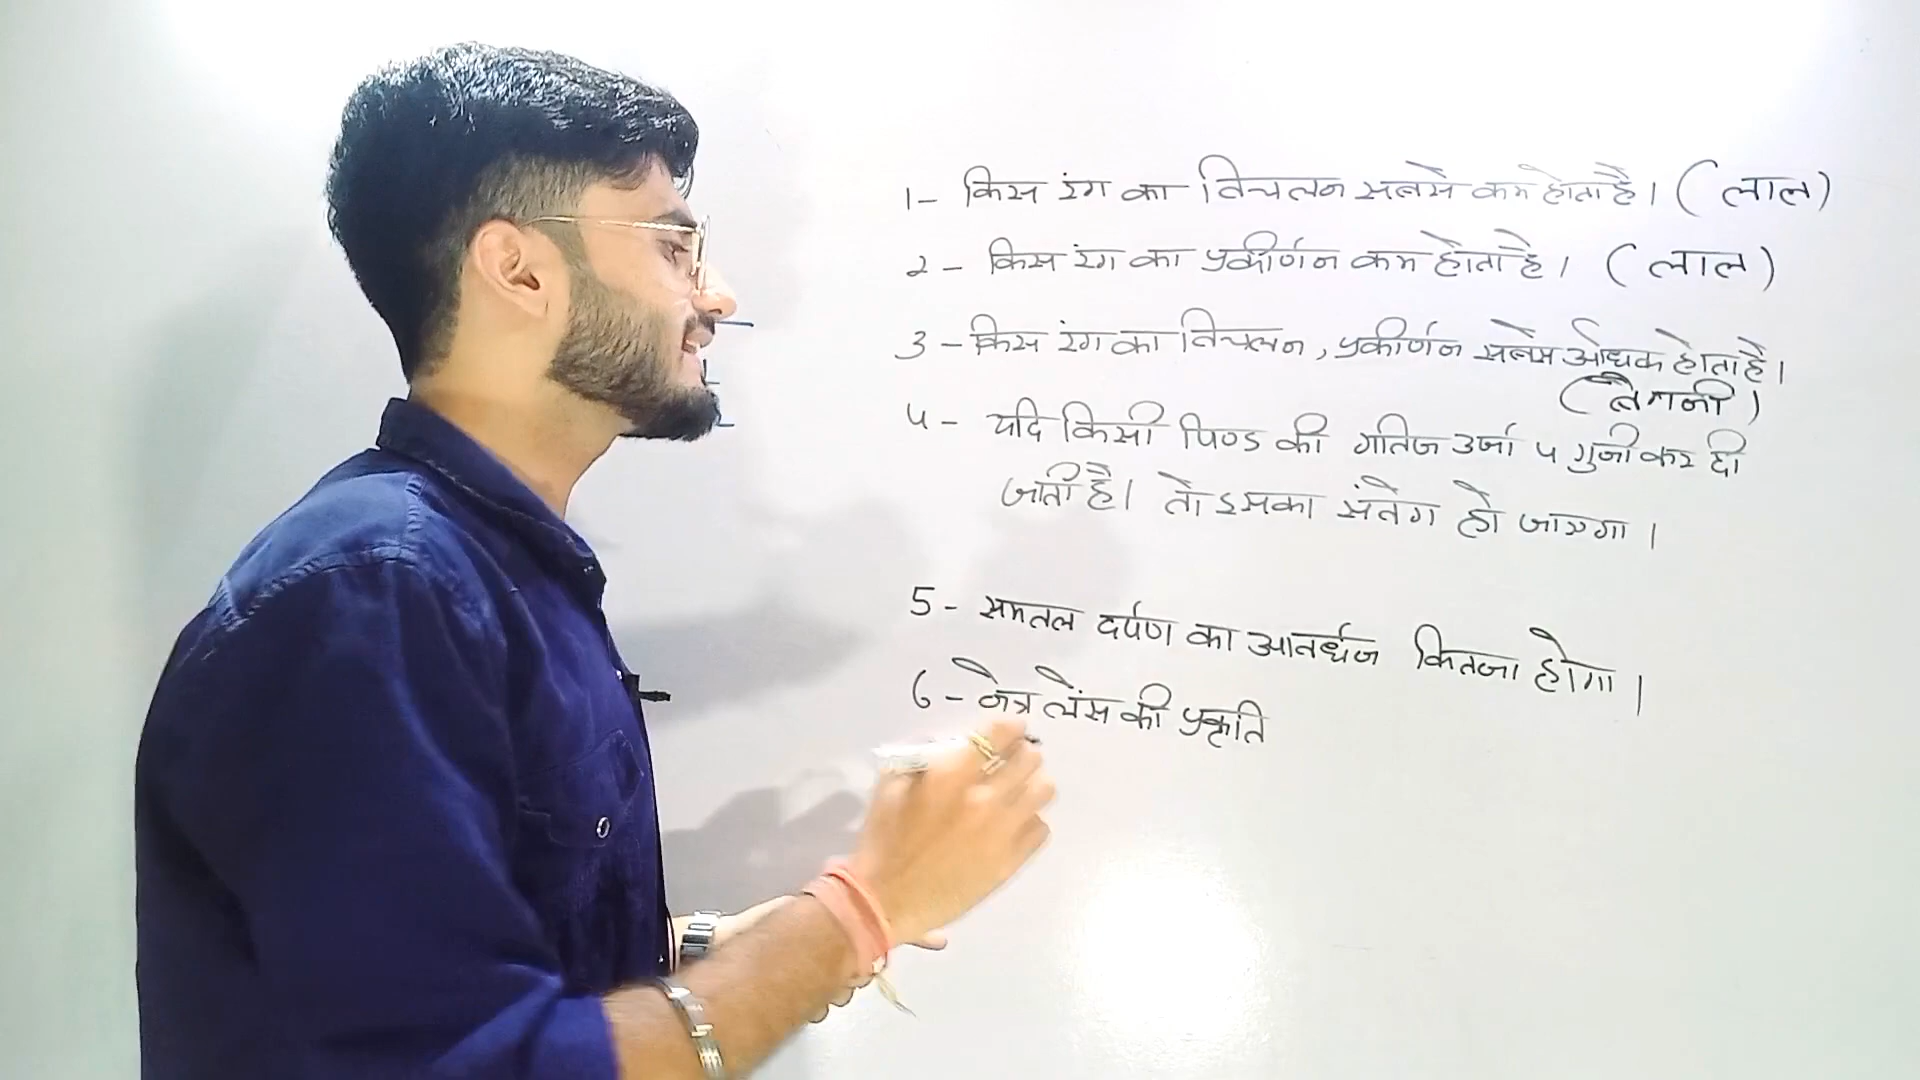 1- किस रंग का विचलन सबसे कम होता है। (लाल)
2- किस रंग का प्रकीर्णन कम होता है। (लाल)
3- किस रंग का विचलन, प्रकीर्णन सबसे अधिक होता है।
(बैगनी)
4- यदि किसी पिण्ड की गतिज उर्जा 4 गुनी कर दी
जाती है। तो इसका संवेग हो जाएगा।
5- समतल दर्पण का आवर्धन कितना होगा।
6- नेत्र लेंस की प्रकृति